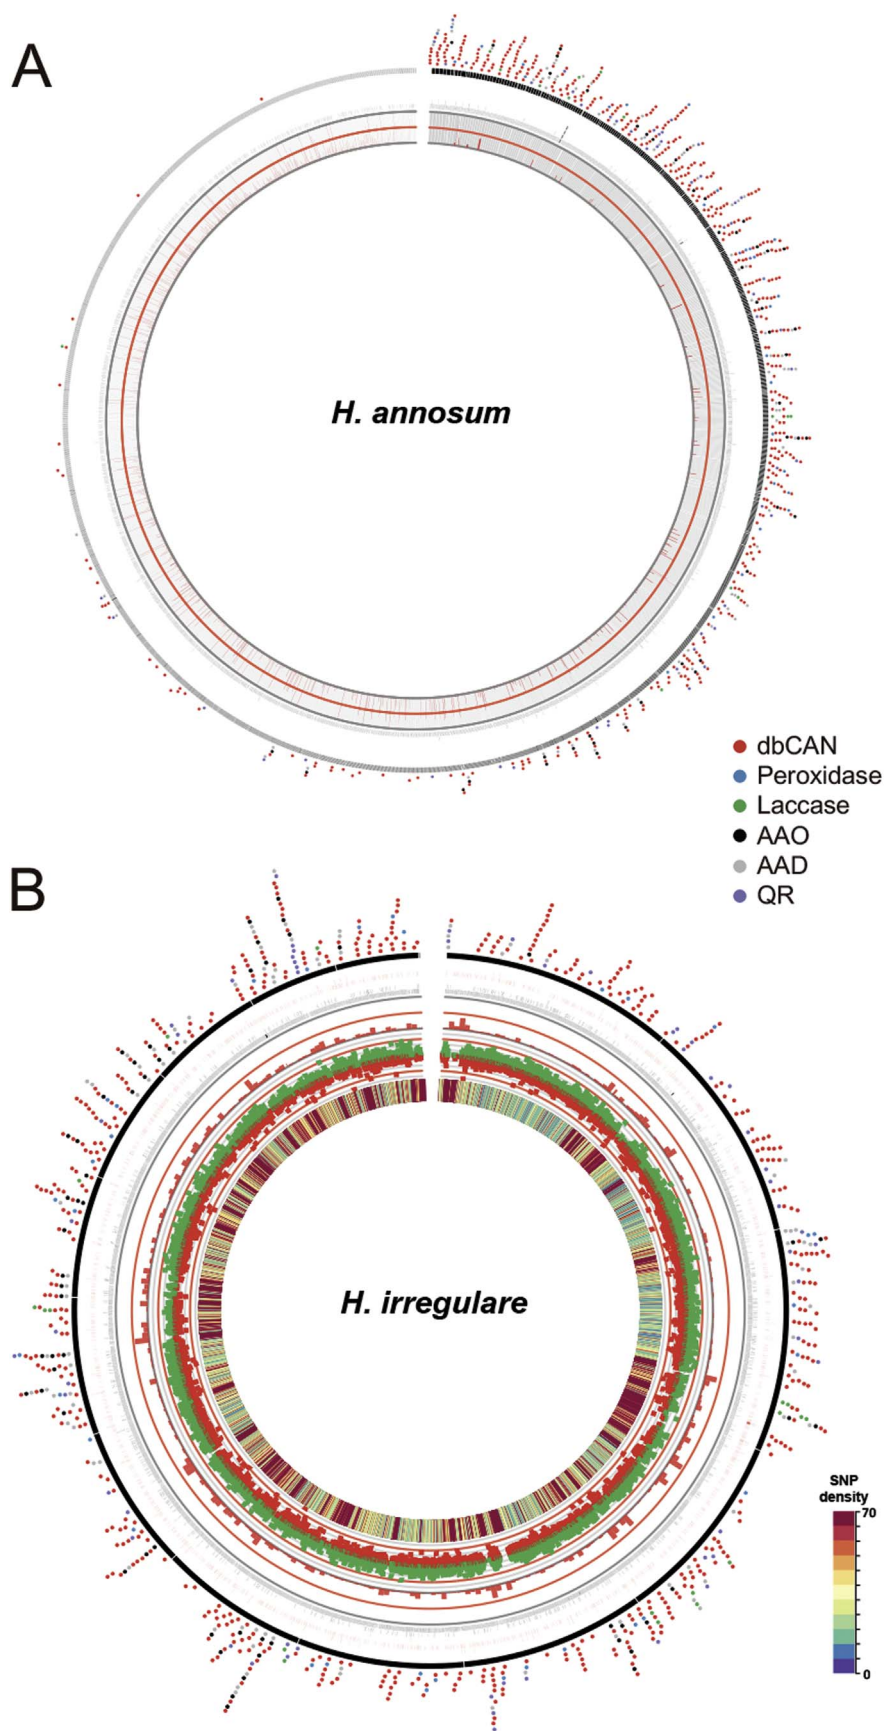 A
H. annosum
dbCAN
Peroxidase
Laccase
AAO
AAD
QR
B
H. irregulare
SNP
density
70
0